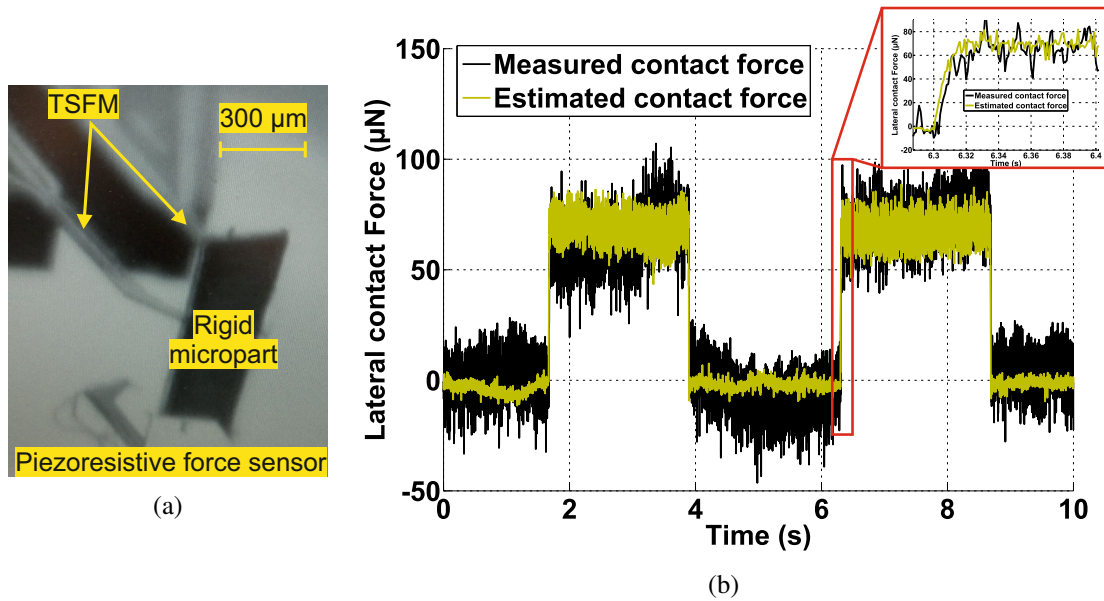 TSFM
300 µm
Rigid
micropart
Piezoresistive force sensor
(a)
Lateral contact Force (µN)
150
100
50
0
-50
0
2
4
6
8
10
Time (s)
Measured contact force
Estimated contact force
Lateral contact Force (µN)
80
60
40
20
0
-20
6.3
6.32
6.34
6.36
6.38
6.4
Time (s)
Measured contact force
Estimated contact force
(b)